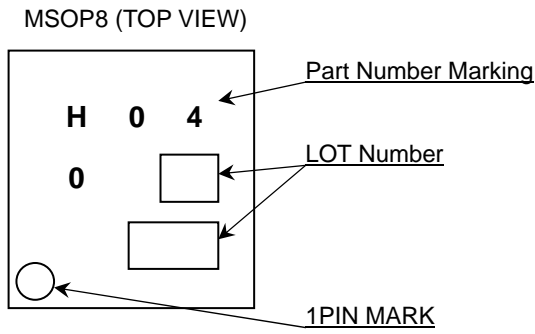 MSOP8 (TOP VIEW)
Part Number Marking
H 0 4
LOT Number
0
1PIN MARK